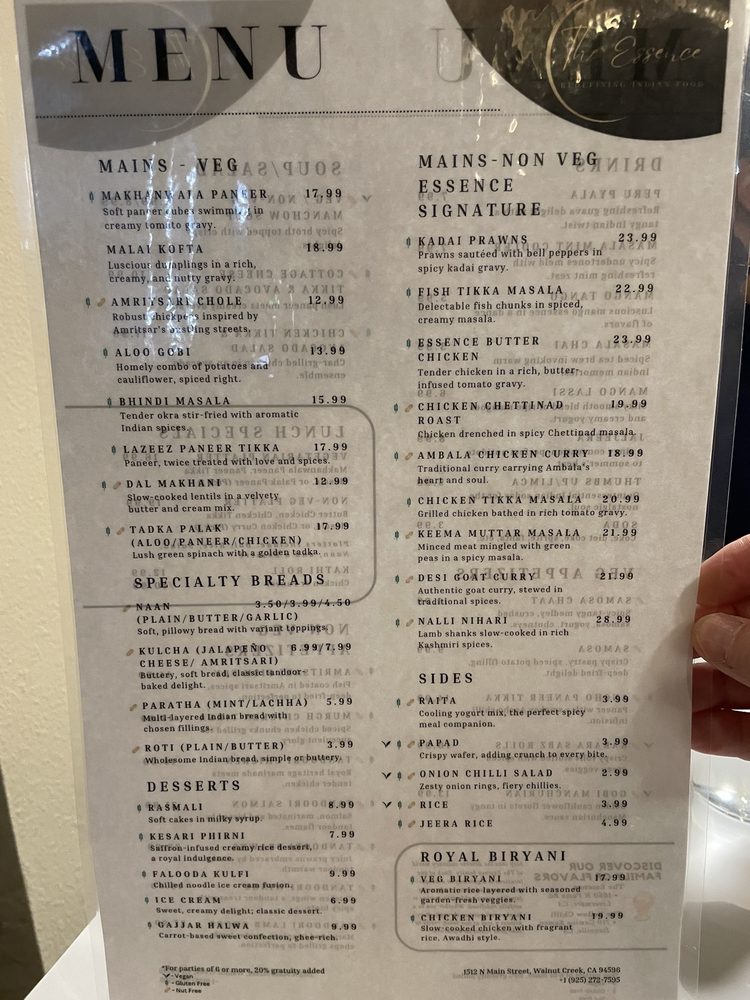 MENU
The Essence
REDEFINING INDIAN FOOD
MAINS - VEG
MAKHANWALA PANEER 17.99
Soft paneer cubes swimming in
creamy tomato gravy.
MALAI KOFTA 18.99
Luscious dumplings in a rich,
creamy, and nutty gravy.
AMRITSARI CHOLE 12.99
Robust chickpeas inspired by
Amritsar's bustling streets.
ALOO GOBI 13.99
Homely combo of potatoes and
cauliflower, spiced right.
BHINDI MASALA 15.99
Tender okra stir-fried with aromatic
Indian spices.
LAZEEZ PANEER TIKKA 17.99
Paneer, twice treated with love and spices.
DAL MAKHANI 12.99
Slow-cooked lentils in a velvety
butter and cream mix.
TADKA PALAK 17.99
(ALOO/PANEER/CHICKEN)
Lush green spinach with a golden tadka.
SPECIALTY BREADS
NAAN 3.50/3.99/4.50
(PLAIN/BUTTER/GARLIC)
Soft, pillowy bread with variant toppings.
KULCHA (JALAPEÑO 6.99/7.99
CHEESE/ AMRITSARI)
Buttery, soft bread, classic tandoor-
baked delight.
PARATHA (MINT/LACHHA) 5.99
Multi-layered Indian bread with
chosen fillings.
ROTI (PLAIN/BUTTER) 3.99
Wholesome Indian bread, simple or buttery.
DESSERTS
RASMALI 8.99
Soft cakes in milky syrup.
KESARI PHIRNI 7.99
Saffron-infused creamy rice dessert,
a royal indulgence.
FALOODA KULFI 9.99
Chilled noodle ice cream fusion.
ICE CREAM 6.99
Sweet, creamy delight; classic dessert.
GAJJAR HALWA 9.99
Carrot-based sweet confection, ghee-rich.
*For parties of 6 or more, 20% gratuity added
- Vegan
- Gluten Free
- Nut Free
MAINS-NON VEG
ESSENCE
SIGNATURE
KADAI PRAWNS 23.99
Prawns sautéed with bell peppers in
spicy kadai gravy.
FISH TIKKA MASALA 22.99
Delectable fish chunks in spiced,
creamy masala.
ESSENCE BUTTER 23.99
CHICKEN
Tender chicken in a rich, butter-
infused tomato gravy.
CHICKEN CHETTINAD 19.99
ROAST
Chicken drenched in spicy Chettinad masala.
AMBALA CHICKEN CURRY 18.99
Traditional curry carrying Ambala's
heart and soul.
CHICKEN TIKKA MASALA 20.99
Grilled chicken bathed in rich tomato gravy.
KEEMA MUTTAR MASALA 21.99
Minced meat mingled with green
peas in a spicy masala.
DESI GOAT CURRY 21.99
Authentic goat curry, stewed in
traditional spices.
NALLI NIHARI 28.99
Lamb shanks slow-cooked in rich
Kashmiri spices.
SIDES
RAITA 3.99
Cooling yogurt mix, the perfect spicy
meal companion.
PAPAD 3.99
Crispy wafer, adding crunch to every bite.
ONION CHILLI SALAD 2.99
Zesty onion rings, fiery chillies.
RICE 3.99
JEERA RICE 4.99
ROYAL BIRYANI
VEG BIRYANI 17.99
Aromatic rice layered with seasoned
garden-fresh veggies.
CHICKEN BIRYANI 19.99
Slow-cooked chicken with fragrant
rice, Awadhi style.
1512 N Main Street, Walnut Creek, CA 94596
+1 (925) 272-7595